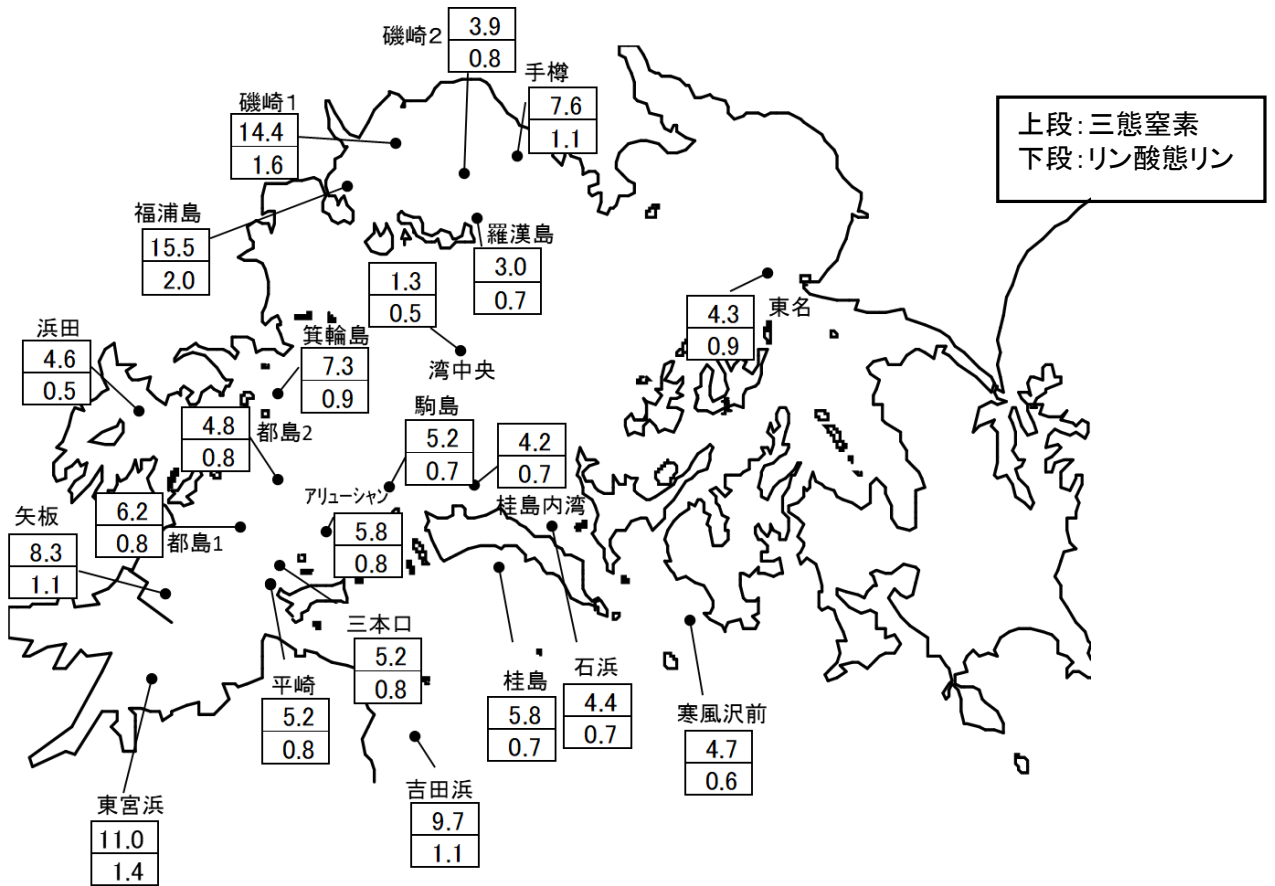 磯崎2
3.9
0.8
手樽
7.6
1.1
磯崎1
14.4
1.6
上段:三態窒素
下段:リン酸態リン
福浦島
15.5
2.0
羅漢島
3.0
0.7
1.3
0.5
湾中央
4.3
0.9
東名
浜田
4.6
0.5
箕輪島
7.3
0.9
4.8
0.8
都島2
駒島
5.2
0.7
4.2
0.7
桂島内湾
アリューシャン
5.8
0.8
6.2
0.8
都島1
矢板
8.3
1.1
三本口
5.2
0.8
平崎
5.2
0.8
桂島
5.8
0.7
石浜
4.4
0.7
寒風沢前
4.7
0.6
東宮浜
11.0
1.4
吉田浜
9.7
1.1